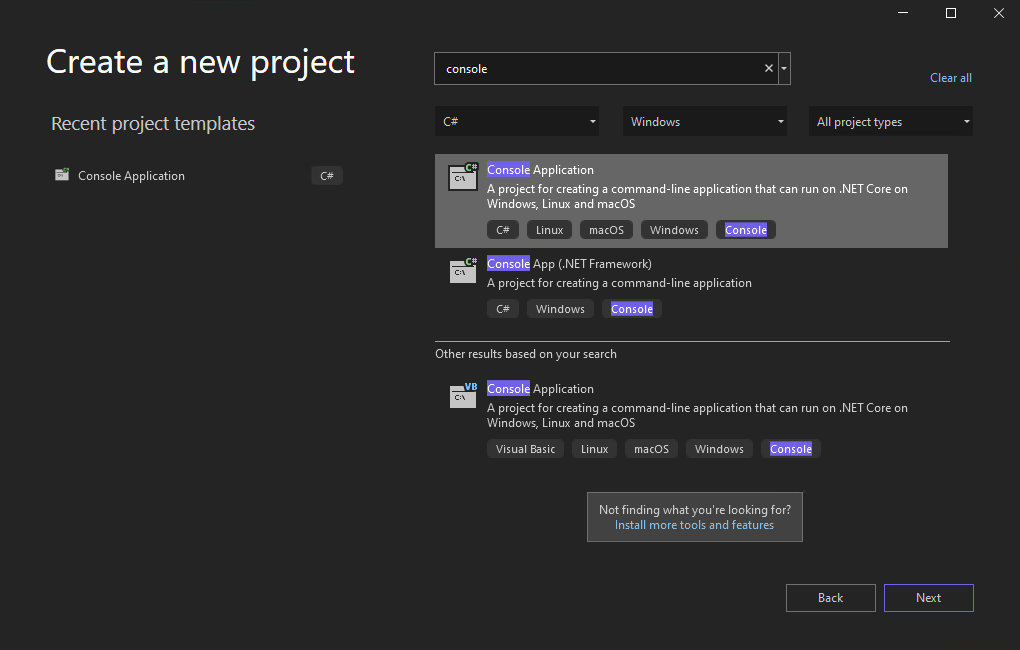 Create a new project
Recent project templates
Console Application C#
console
Clear all
C# Windows All project types
C# C:\
Console Application
A project for creating a command-line application that can run on .NET Core on
Windows, Linux and macOS
C# Linux macOS Windows Console
C# C:\
Console App (.NET Framework)
A project for creating a command-line application
C# Windows Console
Other results based on your search
VB C:\
Console Application
A project for creating a command-line application that can run on .NET Core on
Windows, Linux and macOS
Visual Basic Linux macOS Windows Console
Not finding what you're looking for?
Install more tools and features
Back Next